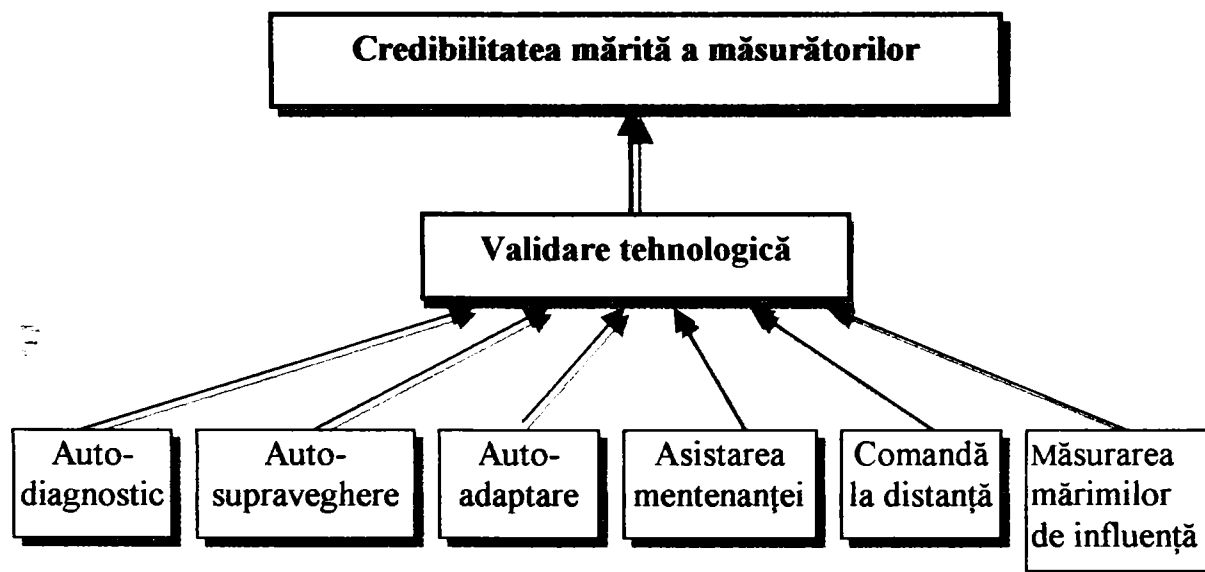 Credibilitatea mărită a măsurătorilor
Validare tehnologică
Auto-
diagnostic
Auto-
supraveghere
Auto-
adaptare
Asistarea
mentenanței
Comandă
la distanță
Măsurarea
mărimilor
de influență